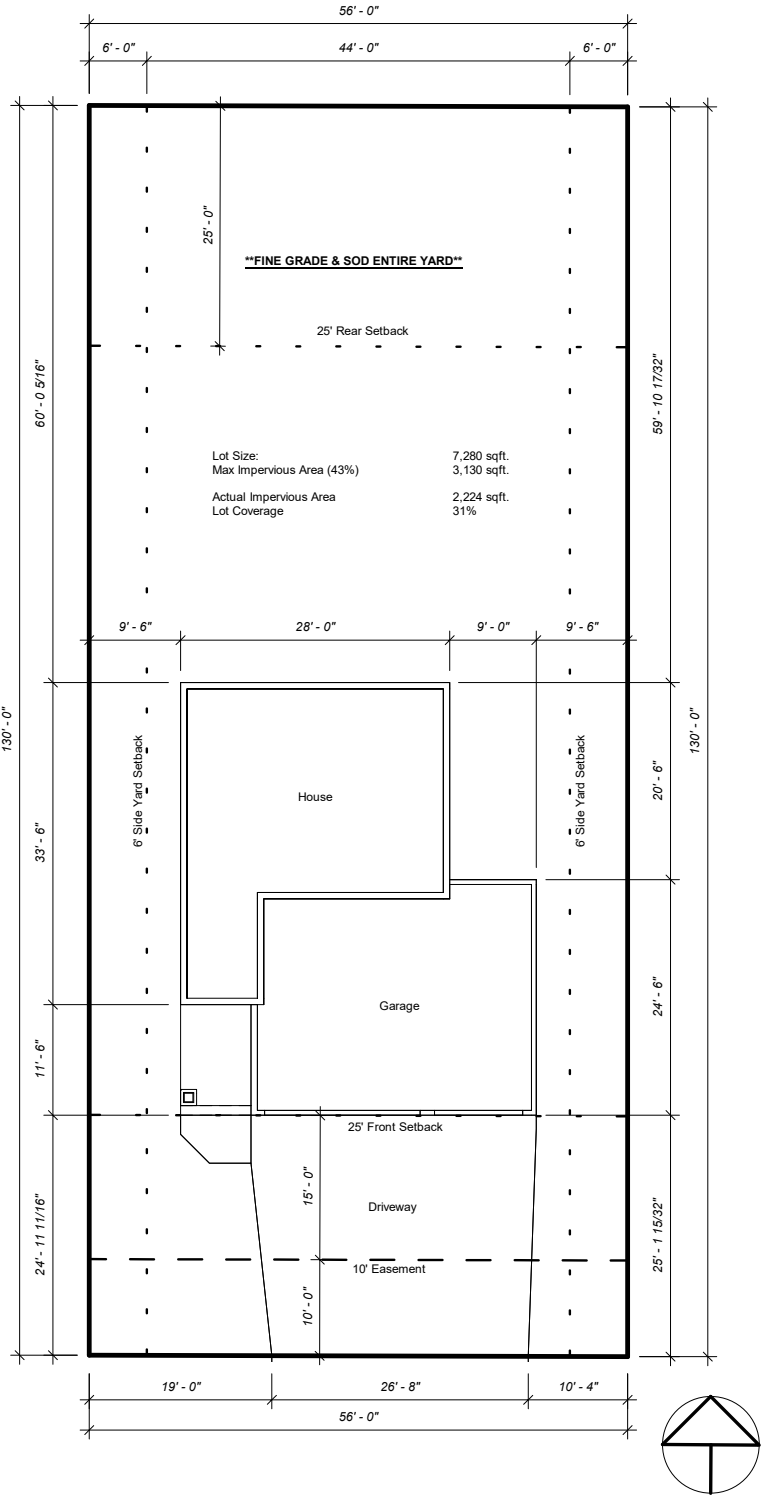 56' - 0"
6' - 0" 44' - 0" 6' - 0"
25' - 0"
**FINE GRADE & SOD ENTIRE YARD**
25' Rear Setback
60' - 0 5/16"
59' - 10 17/32"
Lot Size: 7,280 sqft.
Max Impervious Area (43%) 3,130 sqft.
Actual Impervious Area 2,224 sqft.
Lot Coverage 31%
9' - 6" 28' - 0" 9' - 0" 9' - 6"
130' - 0"
130' - 0"
6' Side Yard Setback
6' Side Yard Setback
20' - 6"
House
33' - 6"
Garage
24' - 6"
11' - 6"
25' Front Setback
15' - 0"
Driveway
24' - 11 11/16"
25' - 1 15/32"
10' Easement
10' - 0"
19' - 0" 26' - 8" 10' - 4"
56' - 0"